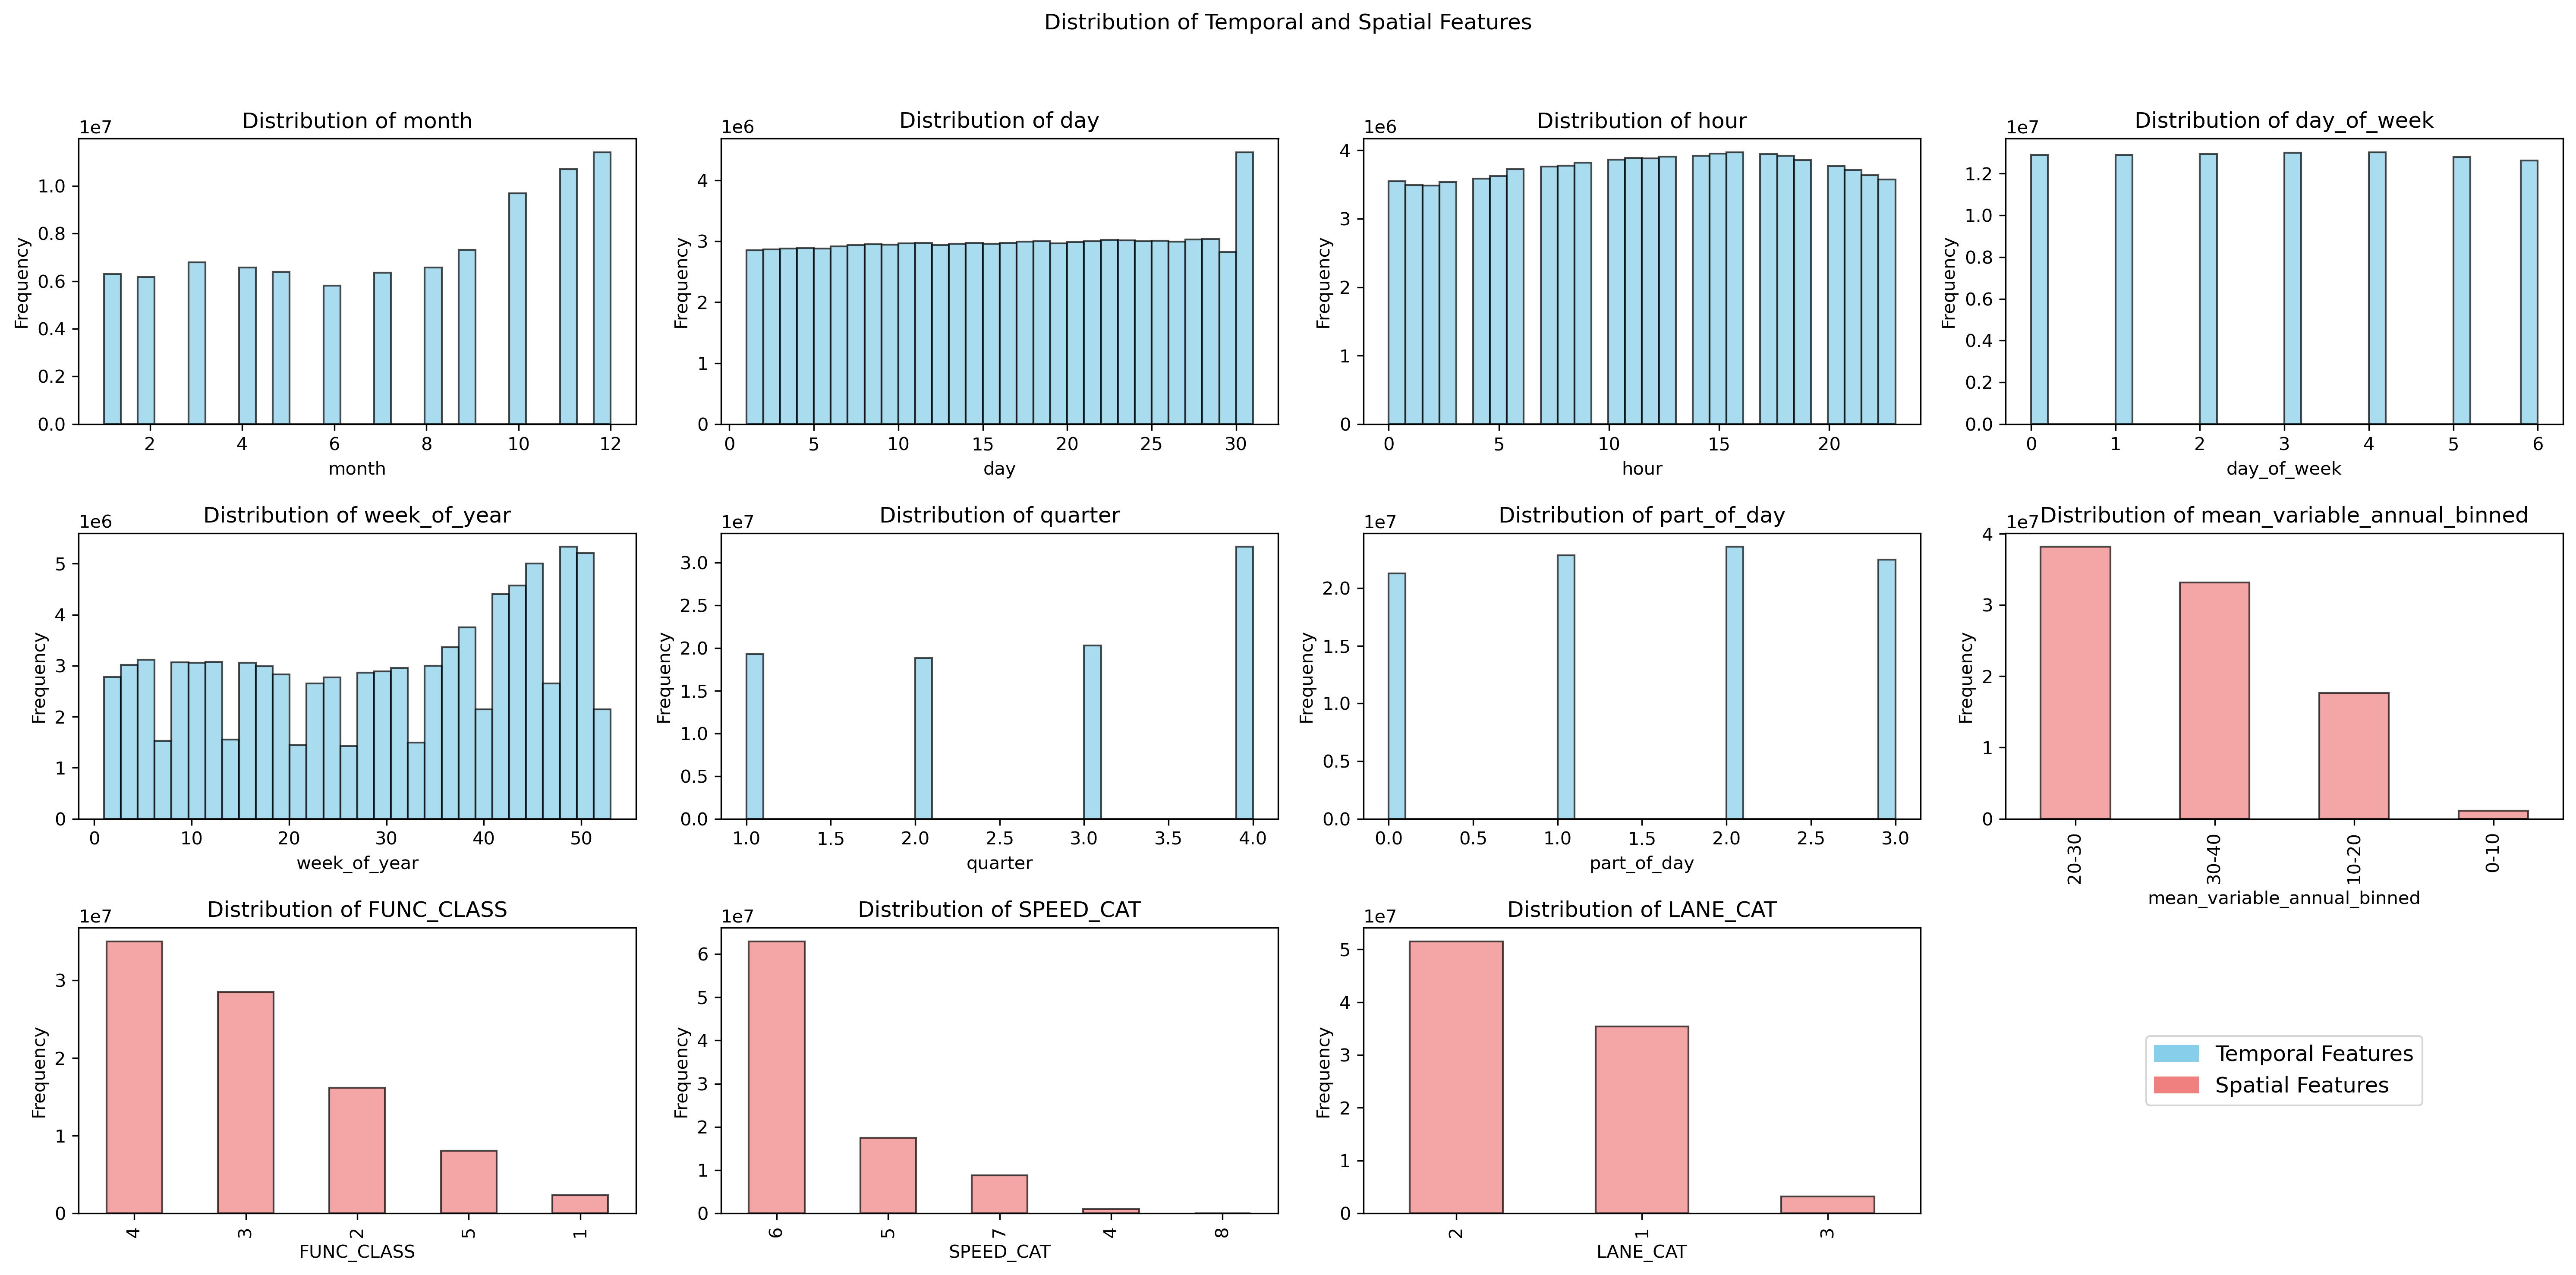 Distribution of Temporal and Spatial Features
Distribution of month
1e7
Frequency
1.0
0.8
0.6
0.4
0.2
0.0
2 4 6 8 10 12
month
Distribution of day
1e6
Frequency
4
3
2
1
0
0 5 10 15 20 25 30
day
Distribution of hour
1e6
Frequency
4
3
2
1
0
0 5 10 15 20
hour
Distribution of day_of_week
1e7
Frequency
1.2
1.0
0.8
0.6
0.4
0.2
0.0
0 1 2 3 4 5 6
day_of_week
Distribution of week_of_year
1e6
Frequency
5
4
3
2
1
0
0 10 20 30 40 50
week_of_year
Distribution of quarter
1e7
Frequency
3.0
2.5
2.0
1.5
1.0
0.5
0.0
1.0 1.5 2.0 2.5 3.0 3.5 4.0
quarter
Distribution of part_of_day
1e7
Frequency
2.0
1.5
1.0
0.5
0.0
0.0 0.5 1.0 1.5 2.0 2.5 3.0
part_of_day
Distribution of mean_variable_annual_binned
1e7
Frequency
4
3
2
1
0
20-30 30-40 10-20 0-10
mean_variable_annual_binned
Distribution of FUNC_CLASS
1e7
Frequency
3
2
1
0
4 3 2 5 1
FUNC_CLASS
Distribution of SPEED_CAT
1e7
Frequency
6
5
4
3
2
1
0
6 5 7 4 8
SPEED_CAT
Distribution of LANE_CAT
1e7
Frequency
5
4
3
2
1
0
2 1 3
LANE_CAT
Temporal Features
Spatial Features